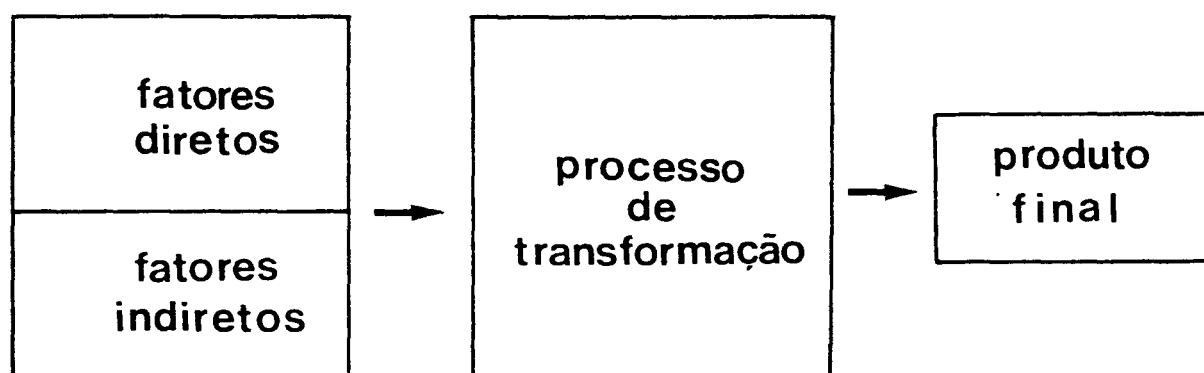 fatores
diretos
fatores
indiretos
processo
de
transformação
produto
final